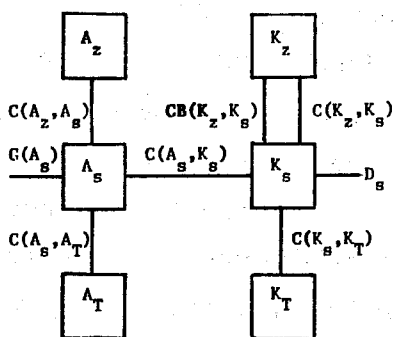 A_z K_z
C(A_z,A_s) CB(K_z,K_s) C(K_z,K_s)
G(A_s) A_s C(A_s,K_s) K_s D_s
C(A_s,A_T) C(K_s,K_T)
A_T K_T